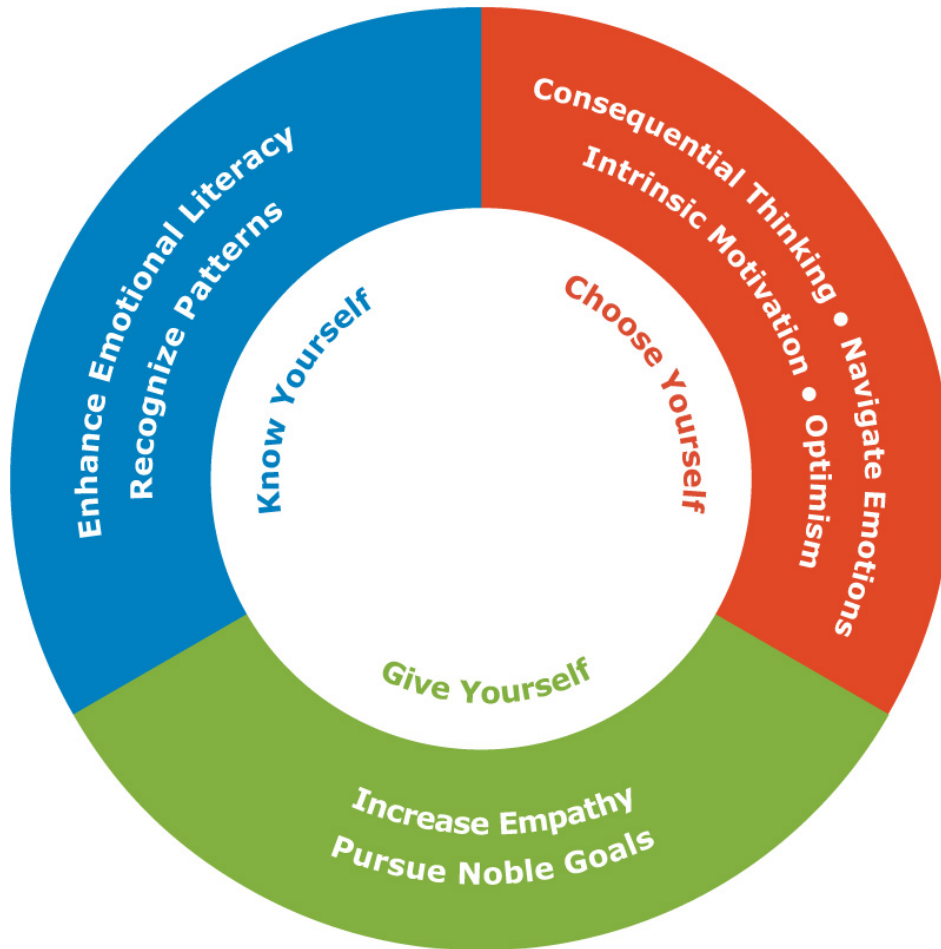 Enhance Emotional Literacy
Recognize Patterns
Know Yourself
Consequential Thinking • Navigate Emotions
Intrinsic Motivation • Optimism
Choose Yourself
Give Yourself
Increase Empathy
Pursue Noble Goals